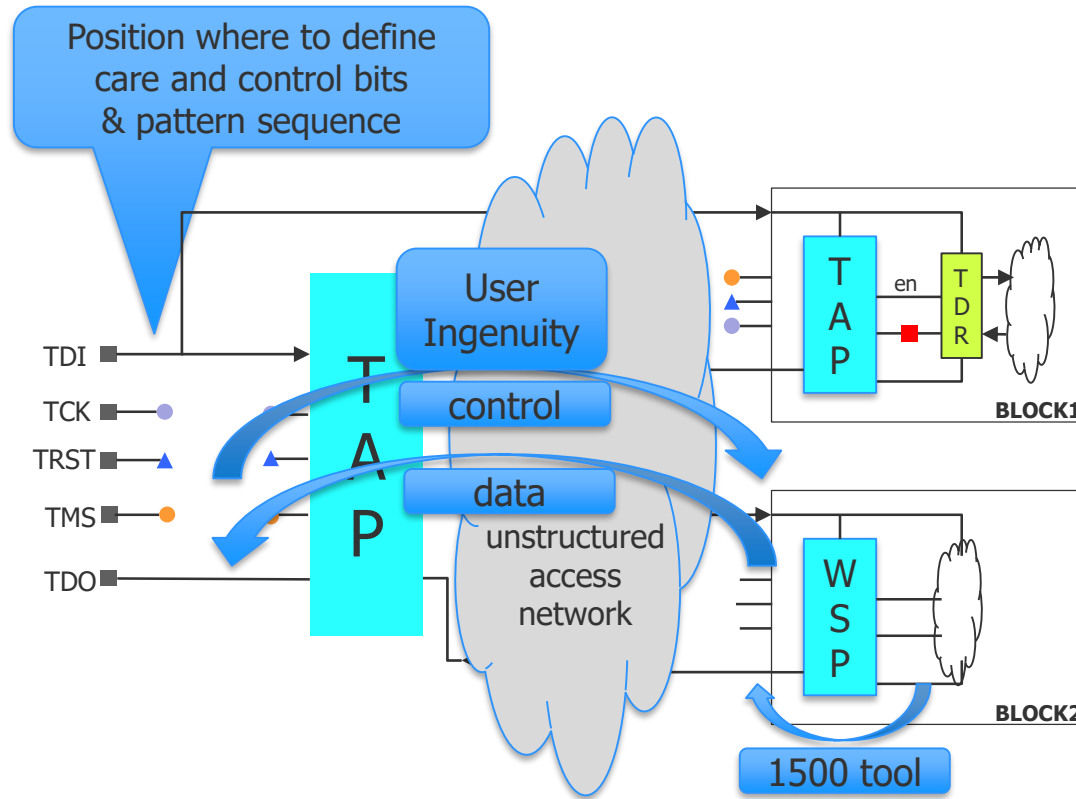 Position where to define
care and control bits
& pattern sequence
User
Ingenuity
control
data
unstructured
access
network
TDI
TCK
TRST
TMS
TDO
T
A
P
T
A
P
en
T
D
R
BLOCK1
W
S
P
BLOCK2
1500 tool